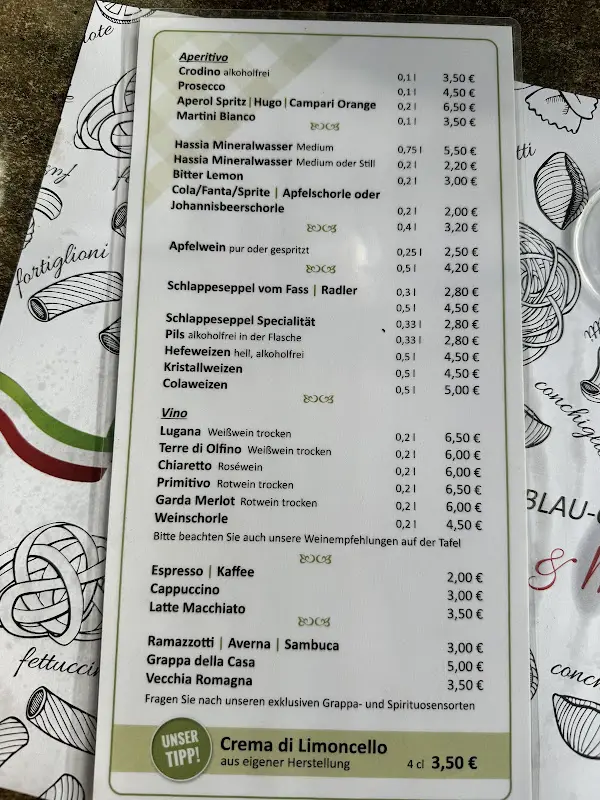 Aperitivo
Crodino alkoholfrei 0,1 l 3,50 €
Prosecco 0,1 l 4,50 €
Aperol Spritz | Hugo | Campari Orange 0,2 l 6,50 €
Martini Bianco 0,1 l 3,50 €
Hassia Mineralwasser Medium 0,75 l 5,50 €
Hassia Mineralwasser Medium oder Still 0,2 l 2,20 €
Bitter Lemon 0,2 l 3,00 €
Cola/Fanta/Sprite | Apfelschorle oder
Johannisbeerschorle 0,2 l 2,00 €
0,4 l 3,20 €
Apfelwein pur oder gespritzt 0,25 l 2,50 €
0,5 l 4,20 €
Schlappeseppel vom Fass | Radler 0,3 l 2,80 €
0,5 l 4,50 €
Schlappeseppel Spezialität 0,33 l 2,80 €
Pils alkoholfrei in der Flasche 0,33 l 2,80 €
Hefeweizen hell, alkoholfrei 0,5 l 4,50 €
Kristallweizen 0,5 l 4,50 €
Colaweizen 0,5 l 5,00 €
Vino
Lugana Weißwein trocken 0,2 l 6,50 €
Terre di Olfino Weißwein trocken 0,2 l 6,00 €
Chiaretto Roséwein 0,2 l 6,00 €
Primitivo Rotwein trocken 0,2 l 6,50 €
Garda Merlot Rotwein trocken 0,2 l 6,00 €
Weinschorle 0,2 l 4,50 €
Bitte beachten Sie auch unsere Weinempfehlungen auf der Tafel
Espresso | Kaffee 2,00 €
Cappuccino 3,00 €
Latte Macchiato 3,50 €
Ramazzotti | Averna | Sambuca 3,00 €
Grappa della Casa 5,00 €
Vecchia Romagna 3,50 €
Fragen Sie nach unseren exklusiven Grappa- und Spirituosensorten
UNSER
TIPP!
Crema di Limoncello
aus eigener Herstellung 4 cl 3,50 €
fortiglioni
fettuccin
conchigl
BLAU-
&
conc